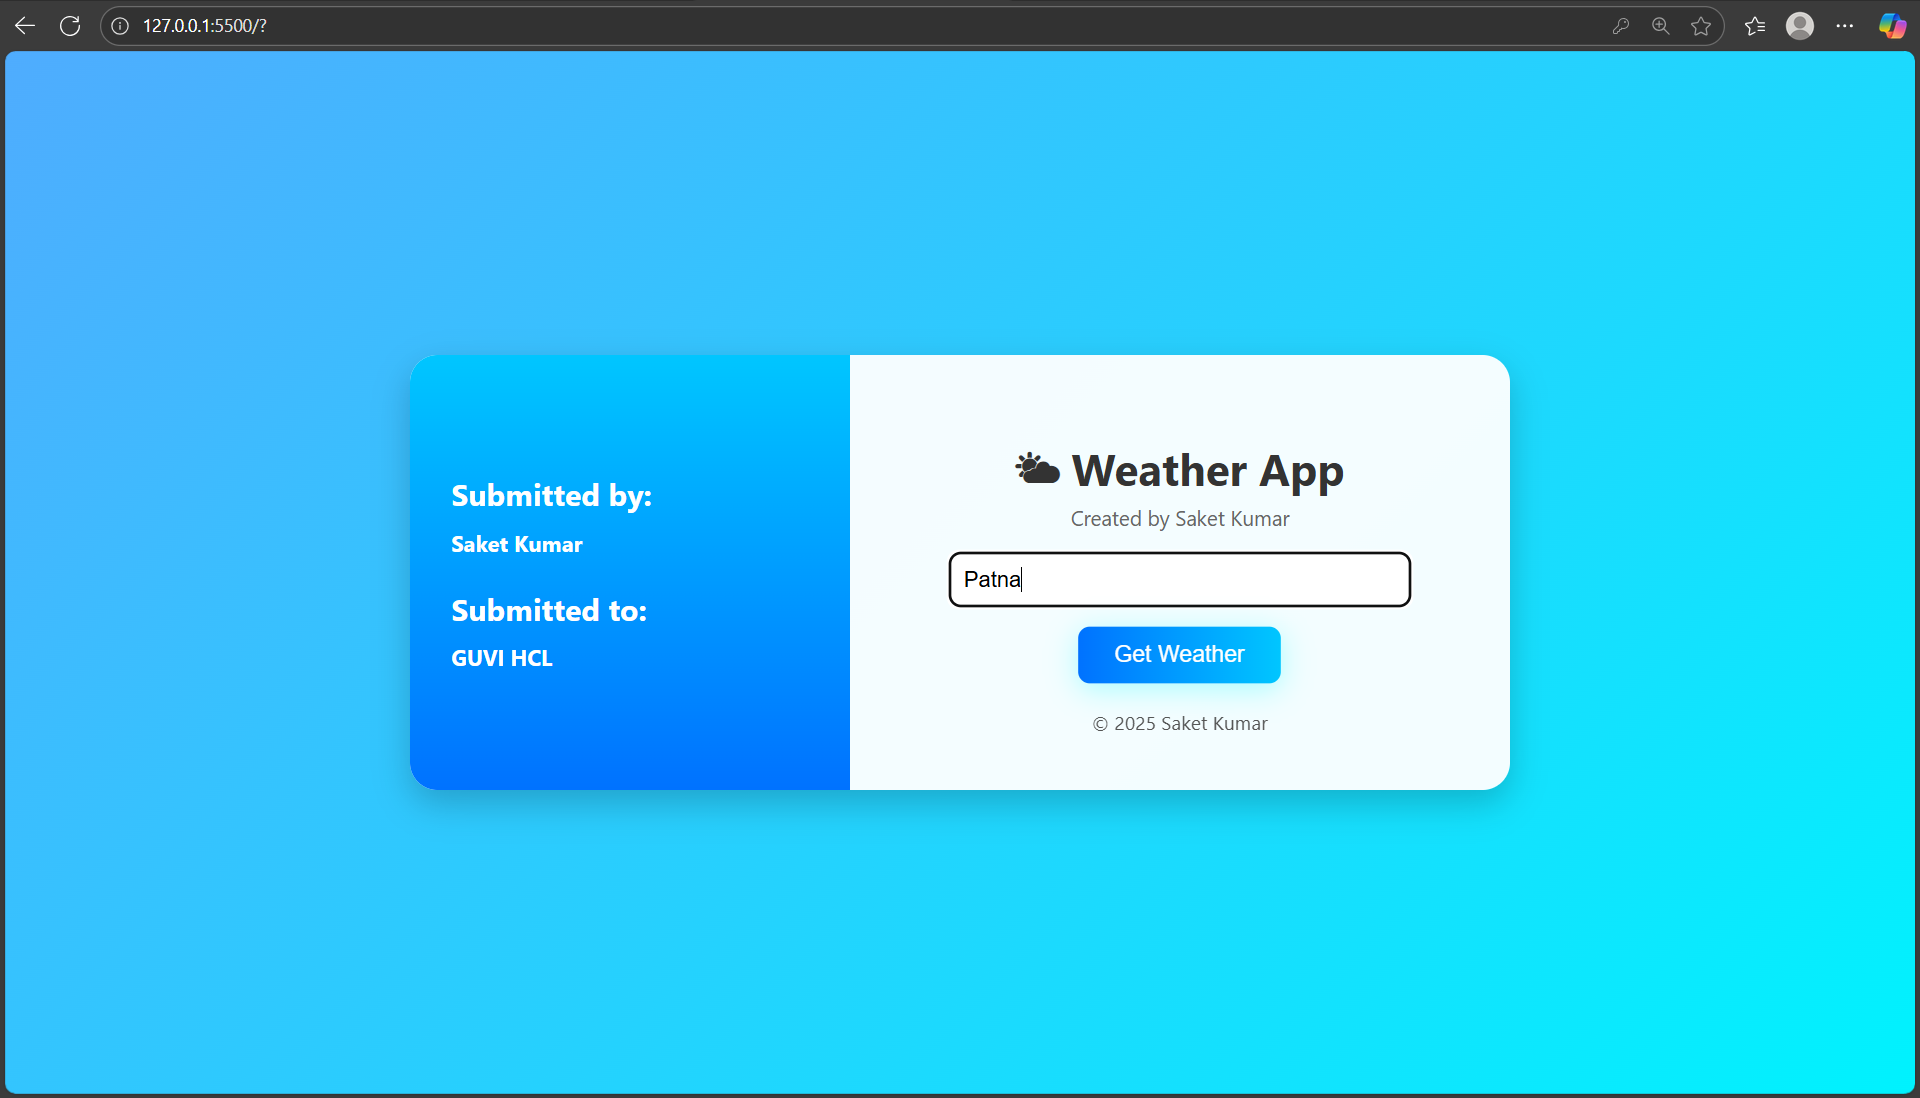 127.0.0.1:5500/?
Submitted by:
Saket Kumar
Submitted to:
GUVI HCL
Weather App
Created by Saket Kumar
Patna
Get Weather
© 2025 Saket Kumar